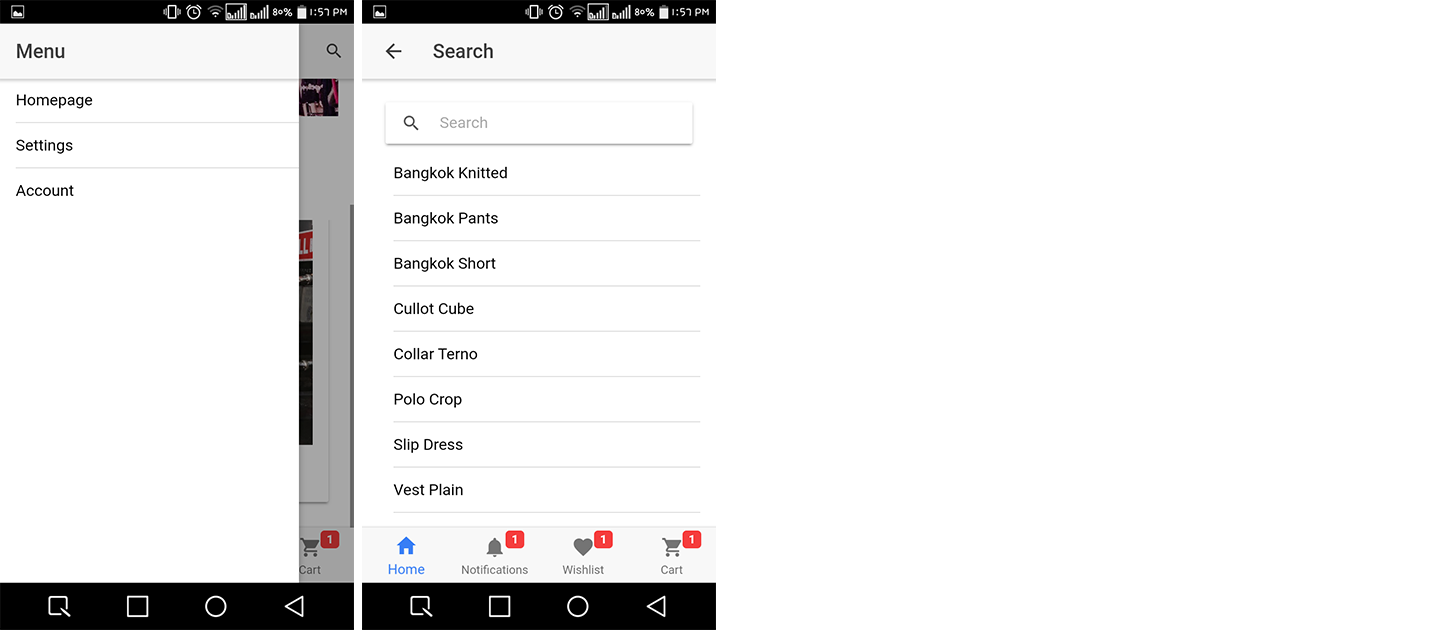 80% 1:57 PM
Menu
Homepage
Settings
Account
1
Cart
80% 1:57 PM
Search
Search
Bangkok Knitted
Bangkok Pants
Bangkok Short
Cullot Cube
Collar Terno
Polo Crop
Slip Dress
Vest Plain
1 1 1
Home Notifications Wishlist Cart